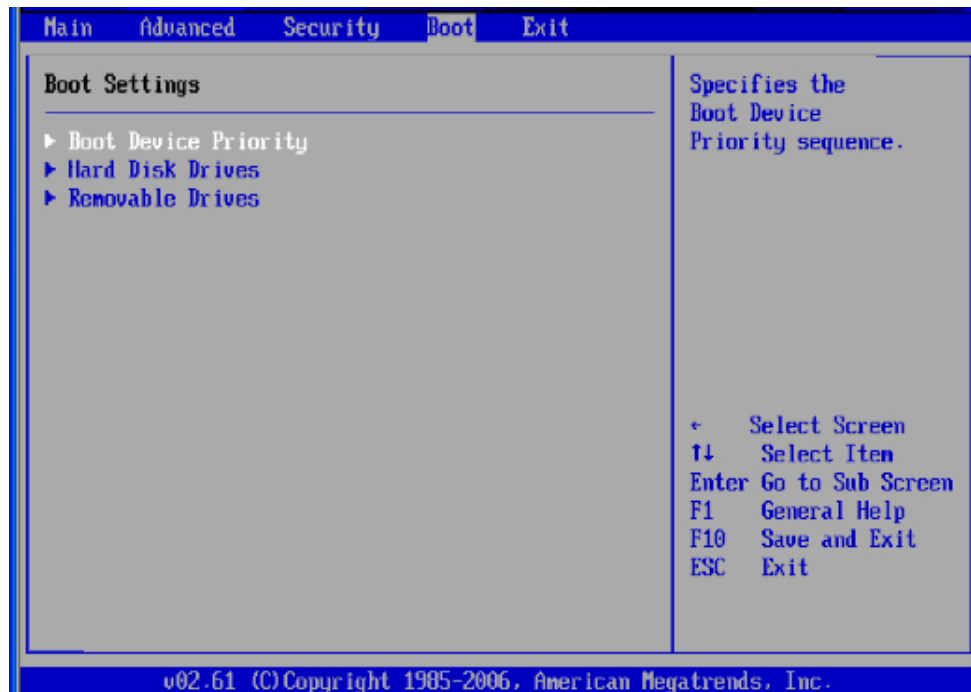 Main Advanced Security Boot Exit
Boot Settings
► Boot Device Priority
► Hard Disk Drives
► Removable Drives
Specifies the
Boot Device
Priority sequence.
← Select Screen
↑↓ Select Item
Enter Go to Sub Screen
F1 General Help
F10 Save and Exit
ESC Exit
v02.61 (C)Copyright 1985-2006, American Megatrends, Inc.